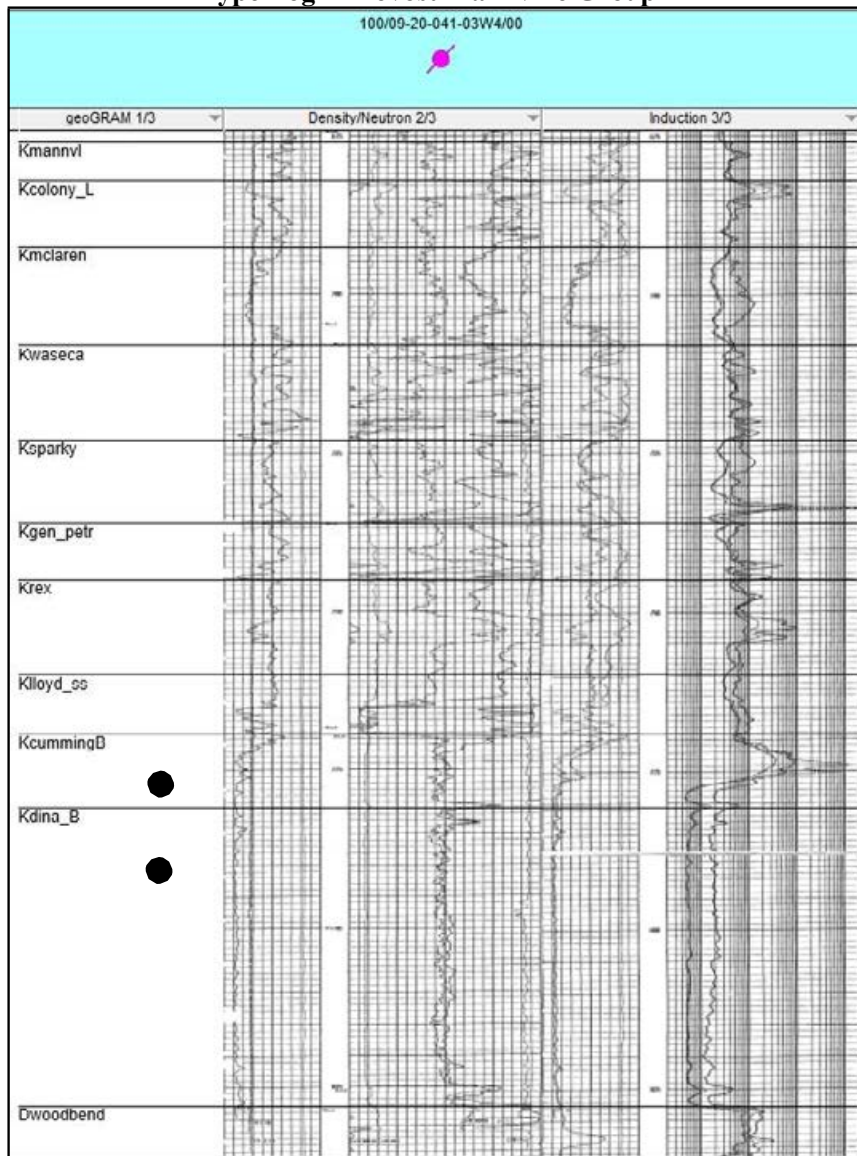 100/09-20-041-03W4/00
geoGRAM 1/3
Density/Neutron 2/3
Induction 3/3
Kmannvl
Kcolony_L
Kmclaren
Kwaseca
Ksparky
Kgen_petr
Krex
Klloyd_ss
KcummingB
Kdina_B
Dwoodbend